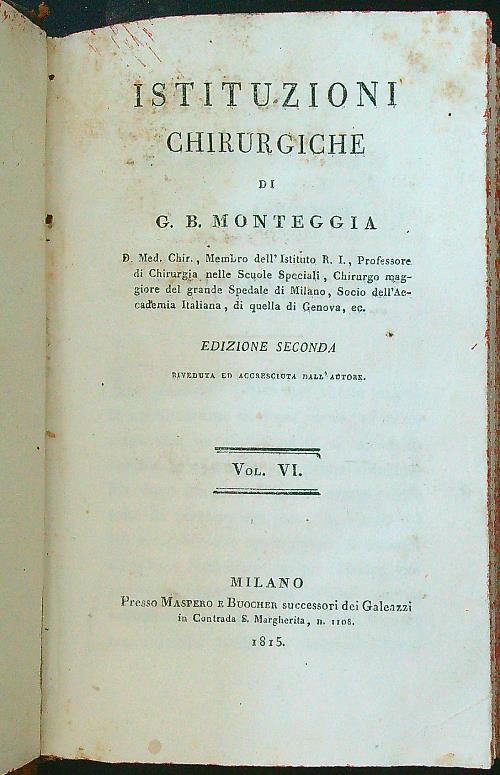 ISTITUZIONI
CHIRURGICHE
DI
G. B. MONTEGGIA
D. Med. Chir., Membro dell'Istituto R. I., Professore
di Chirurgia nelle Scuole Speciali, Chirurgo mag-
giore del grande Spedale di Milano, Socio dell'Ac-
cademia Italiana, di quella di Genova, ec.
EDIZIONE SECONDA
RIVEDUTA ED ACCRESCIUTA DALL'AUTORE.
VOL. VI.
MILANO
Presso MASPERO E BUOCHER successori dei Galeazzi
in Contrada S. Margherita, n. 1108.
1815.